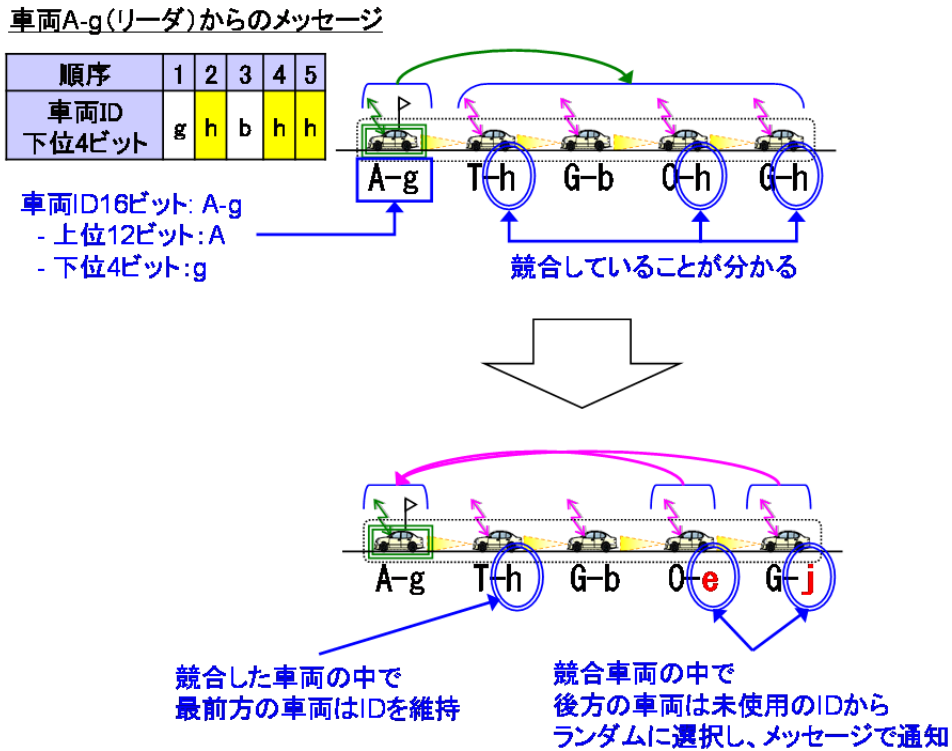 車両A-g(リーダ)からのメッセージ
順序 1 2 3 4 5
車両ID
下位4ビット g h b h h
A-g T-h G-b O-h G-h
車両ID16ビット: A-g
- 上位12ビット:A
- 下位4ビット:g
競合していることが分かる
A-g T-h G-b O-e G-j
競合した車両の中で
最前方の車両はIDを維持
競合車両の中で
後方の車両は未使用のIDから
ランダムに選択し、メッセージで通知